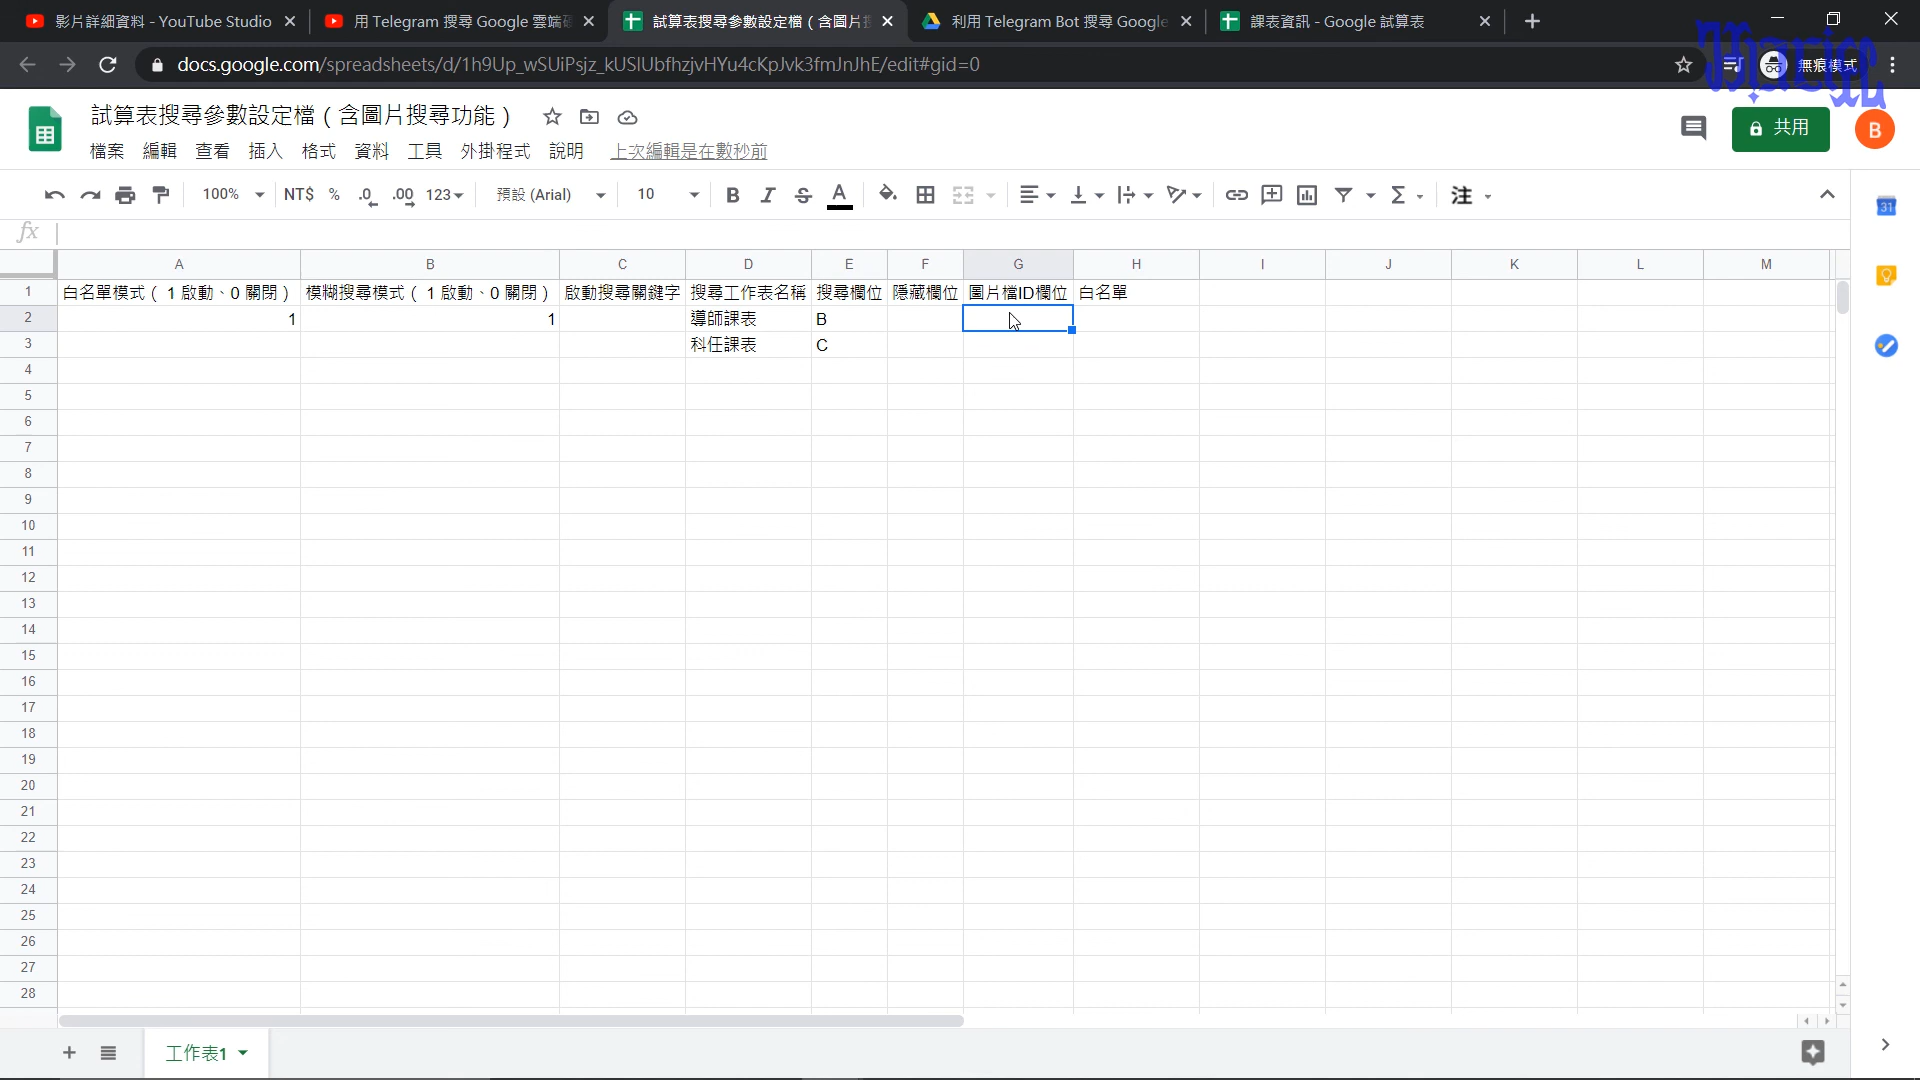 影片詳細資料 - YouTube Studio
用 Telegram 搜尋 Google 雲端
試算表搜尋參數設定檔 ( 含圖片
利用 Telegram Bot 搜尋 Google
課表資訊 - Google 試算表
docs.google.com/spreadsheets/d/1h9Up_wSUiPsjz_kUSlUbfhzjvHYu4cKpJvk3fmJnJhE/edit#gid=0
無痕模式
試算表搜尋參數設定檔 ( 含圖片搜尋功能 )
共用
B
檔案 編輯 查看 插入 格式 資料 工具 外掛程式 說明 上次編輯是在數秒前
100% NT$ % .0 .00 123 預設 (Arial) 10 B I S A Σ 注
31
fx
A B C D E F G H I J K L M
1 白名單模式 ( 1 啟動、0 關閉 ) 模糊搜尋模式 ( 1 啟動、0 關閉 ) 啟動搜尋關鍵字 搜尋工作表名稱 搜尋欄位 隱藏欄位 圖片檔ID欄位 白名單
2 1 1 導師課表 B
3 科任課表 C
4
5
6
7
8
9
10
11
12
13
14
15
16
17
18
19
20
21
22
23
24
25
26
27
28
工作表1